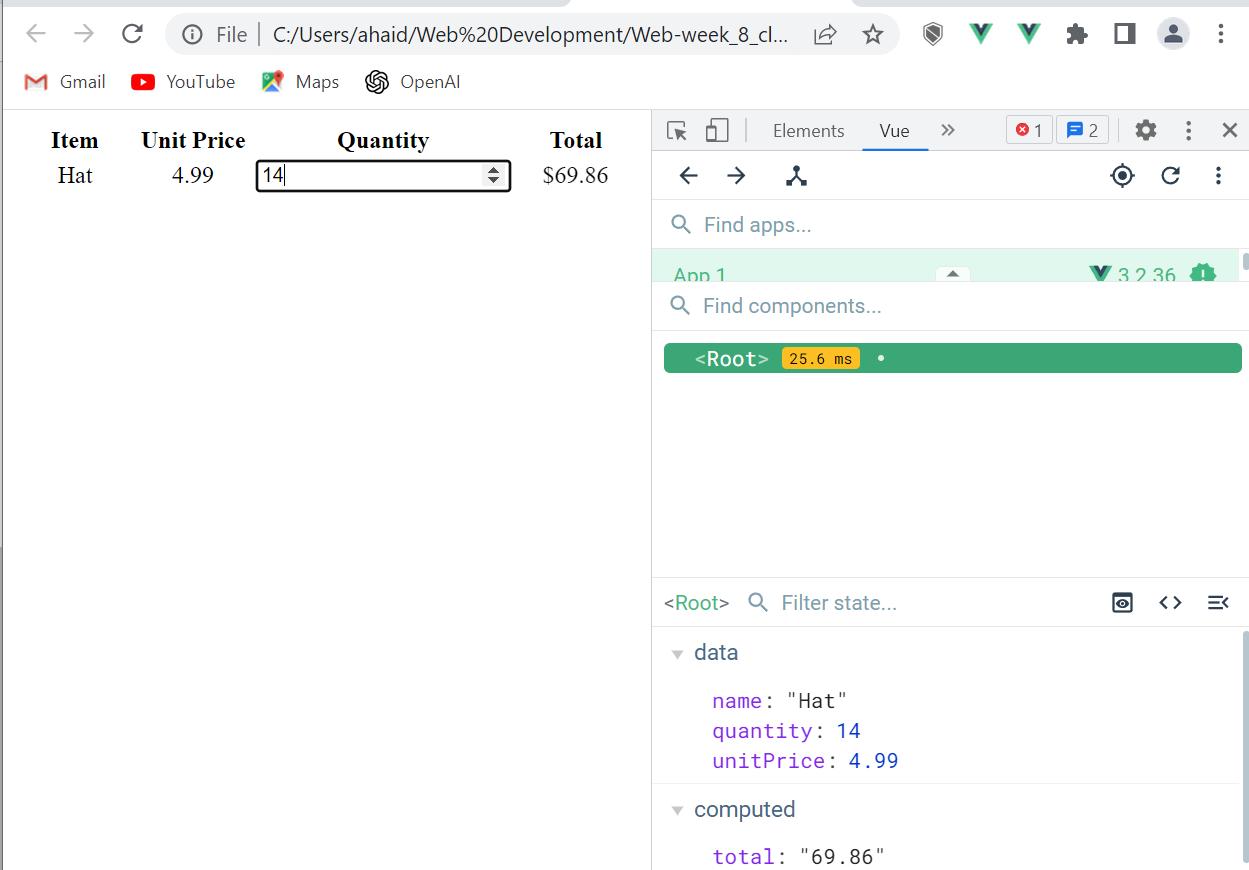 File | C:/Users/ahaid/Web%20Development/Web-week_8_cl...
Gmail YouTube Maps OpenAI
Item Unit Price Quantity Total
Hat 4.99 14 $69.86
Elements Vue 1 2
Find apps...
App 1 3.2.36
Find components...
<Root> 25.6 ms
<Root> Filter state...
data
name: "Hat"
quantity: 14
unitPrice: 4.99
computed
total: "69.86"